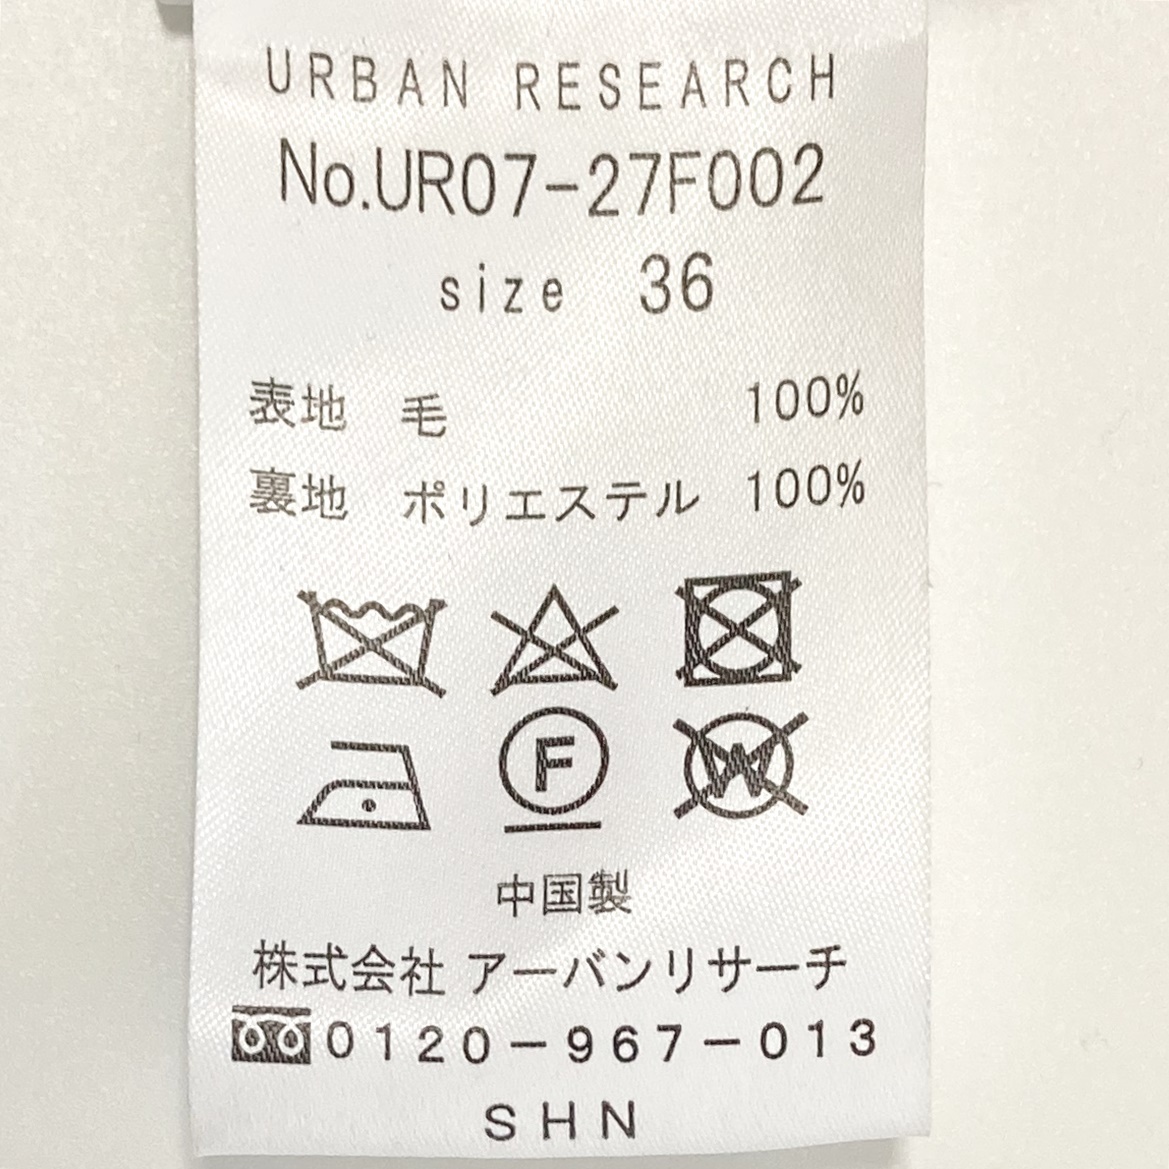 URBAN RESEARCH
No.UR07-27F002
size 36
表地 毛 100%
裏地 ポリエステル 100%
F
W
中国製
株式会社 アーバンリサーチ
0120-967-013
SHN